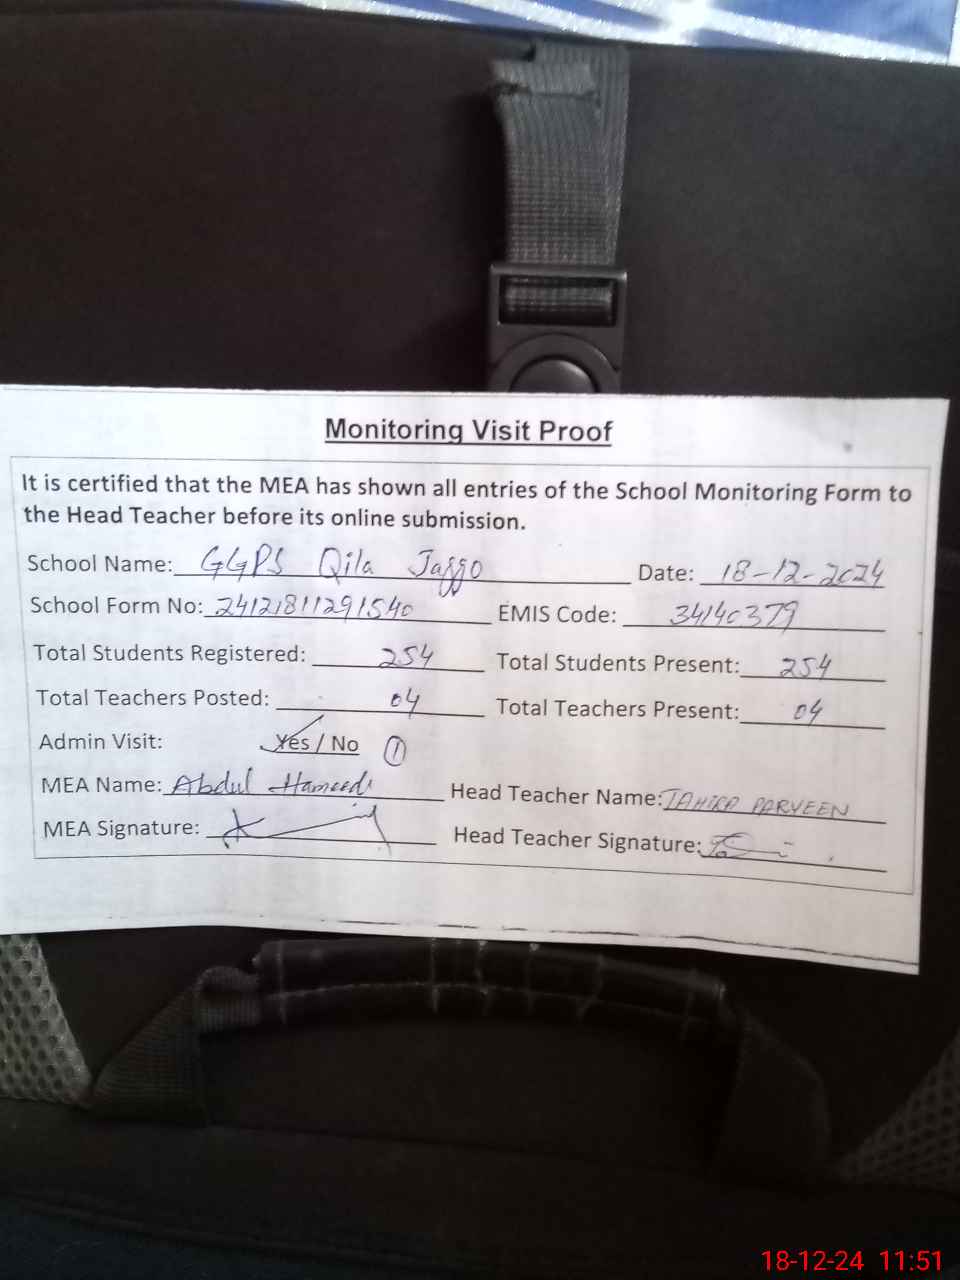 Monitoring Visit Proof
It is certified that the MEA has shown all entries of the School Monitoring Form to
the Head Teacher before its online submission.
School Name: GGPS Qila Jaggo Date: 18-12-2024
School Form No: 24121811291540 EMIS Code: 34140379
Total Students Registered: 254 Total Students Present: 254
Total Teachers Posted: 04 Total Teachers Present: 04
Admin Visit: Yes / No 1
MEA Name: Abdul Hameed Head Teacher Name: TAHIRA PARVEEN
MEA Signature: Head Teacher Signature:
18-12-24 11:51